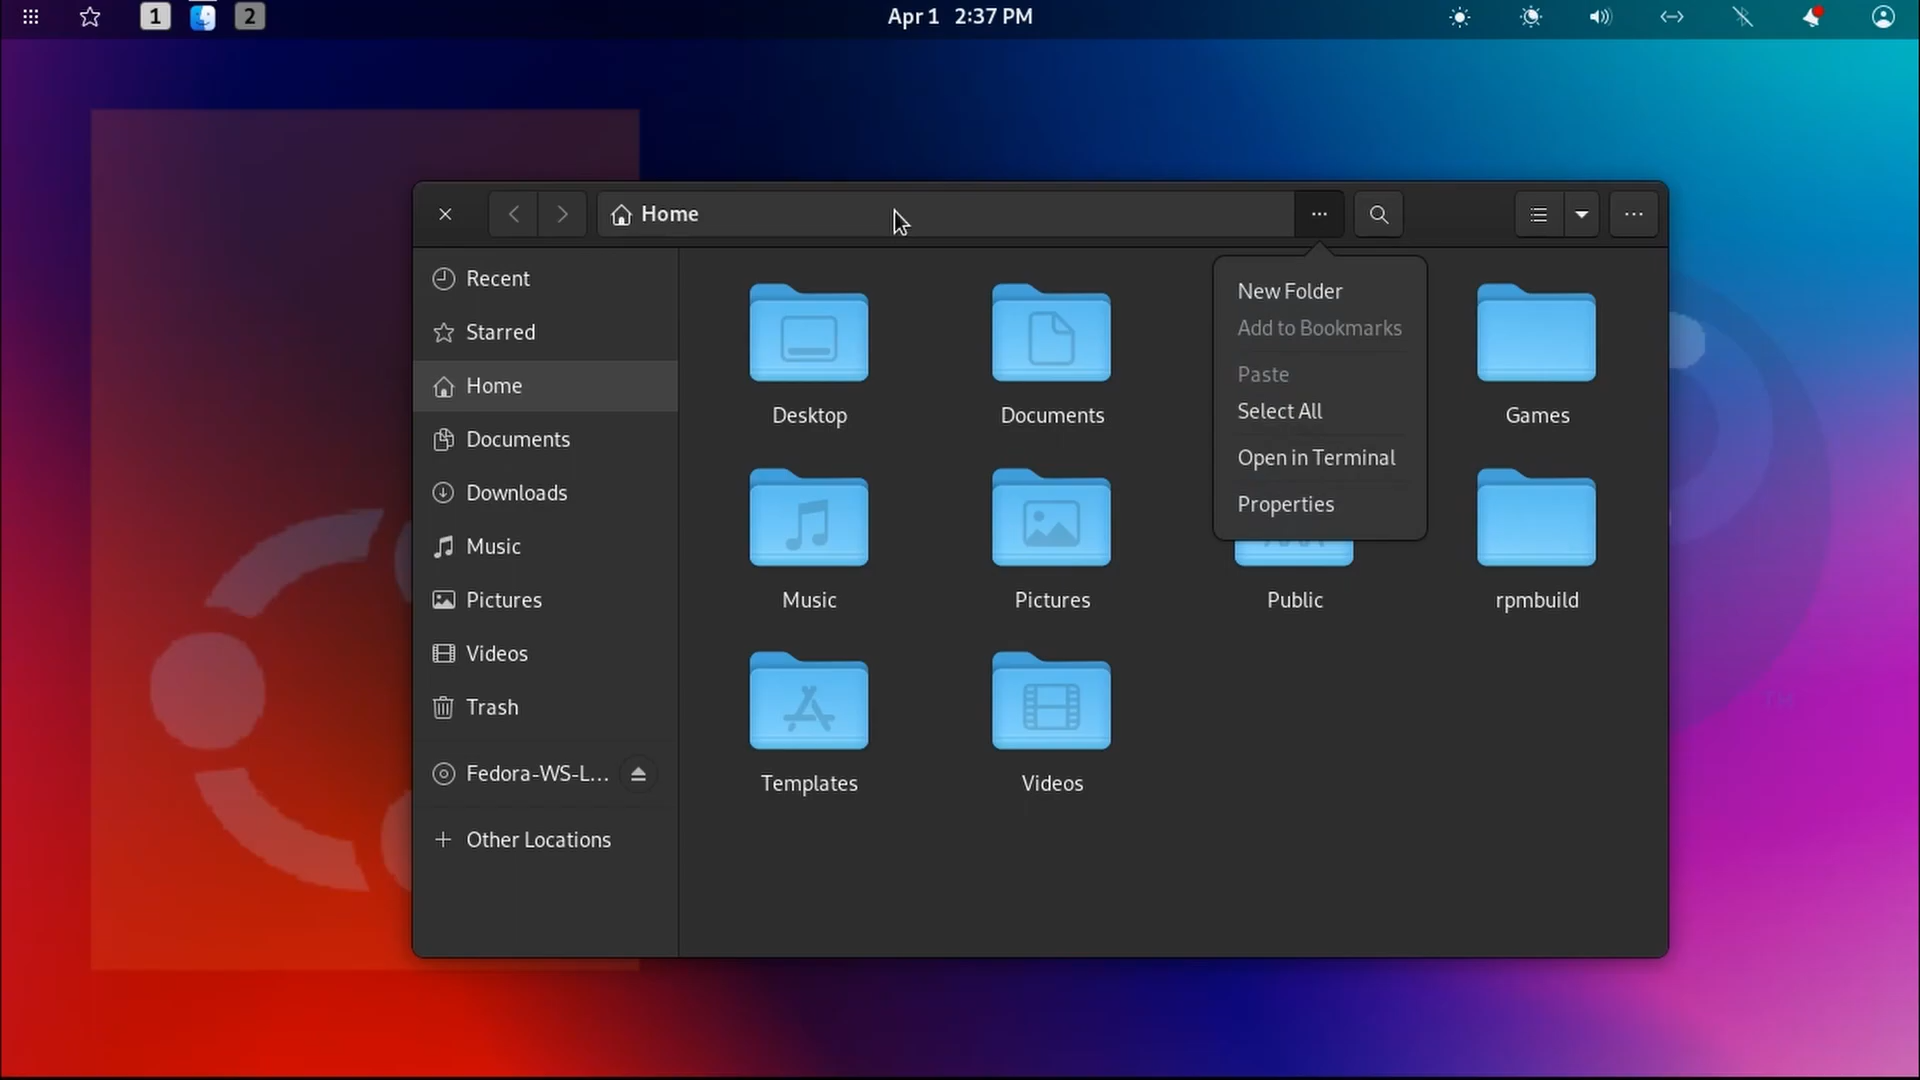 1
2
Apr 1 2:37 PM
Home
Recent
Starred
Home
Documents
Downloads
Music
Pictures
Videos
Trash
Fedora-WS-L...
Other Locations
New Folder
Add to Bookmarks
Paste
Select All
Open in Terminal
Properties
Desktop
Documents
Games
Music
Pictures
Public
rpmbuild
Templates
Videos
TM